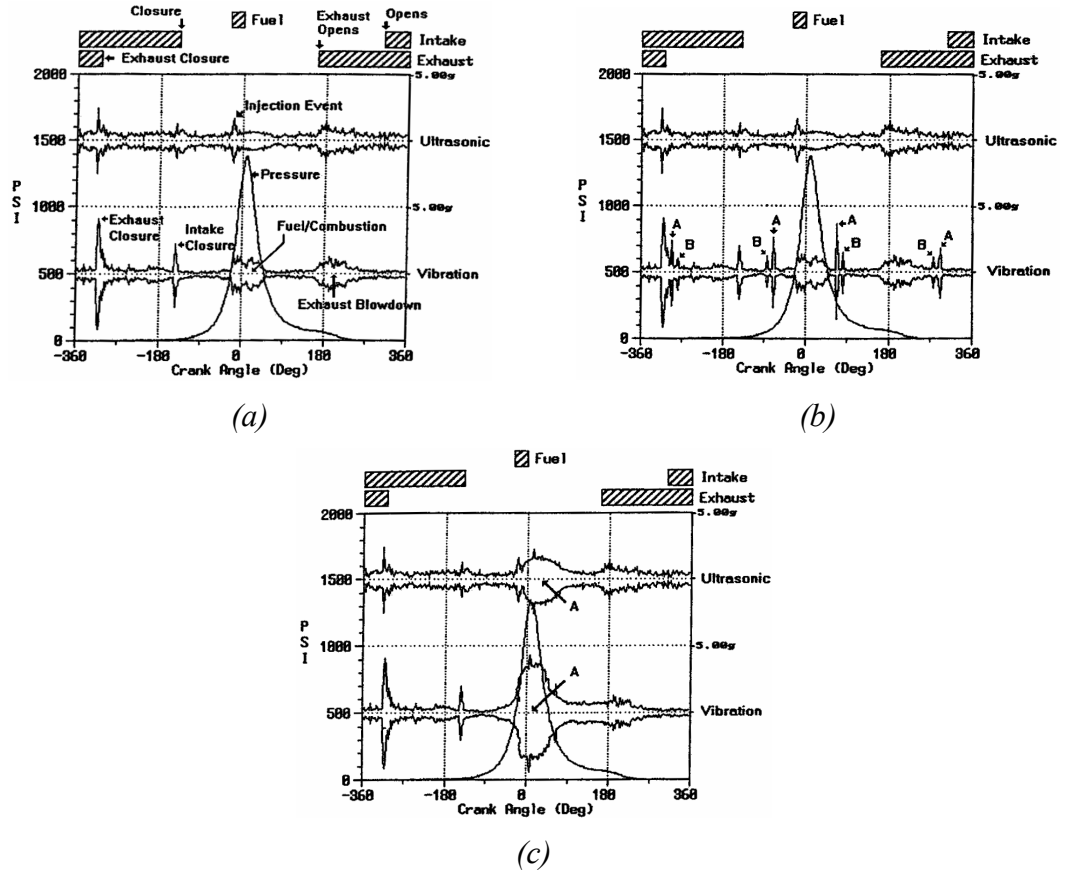 Closure
Fuel
Exhaust Opens
Opens
Intake
Exhaust Closure
Exhaust
2000
5.00g
Injection Event
1500
Ultrasonic
Pressure
PSI
1000
5.00g
Exhaust Closure
Intake Closure
Fuel/Combustion
500
Vibration
Exhaust Blowdown
0
-360 -180 0 180 360
Crank Angle (Deg)
(a)
Fuel
Intake
Exhaust
2000
5.00g
1500
Ultrasonic
PSI
1000
5.00g
A A A
B B B B A
500
Vibration
0
-360 -180 0 180 360
Crank Angle (Deg)
(b)
Fuel
Intake
Exhaust
2000
5.00g
1500
Ultrasonic
A
PSI
1000
5.00g
A
500
Vibration
0
-360 -180 0 180 360
Crank Angle (Deg)
(c)